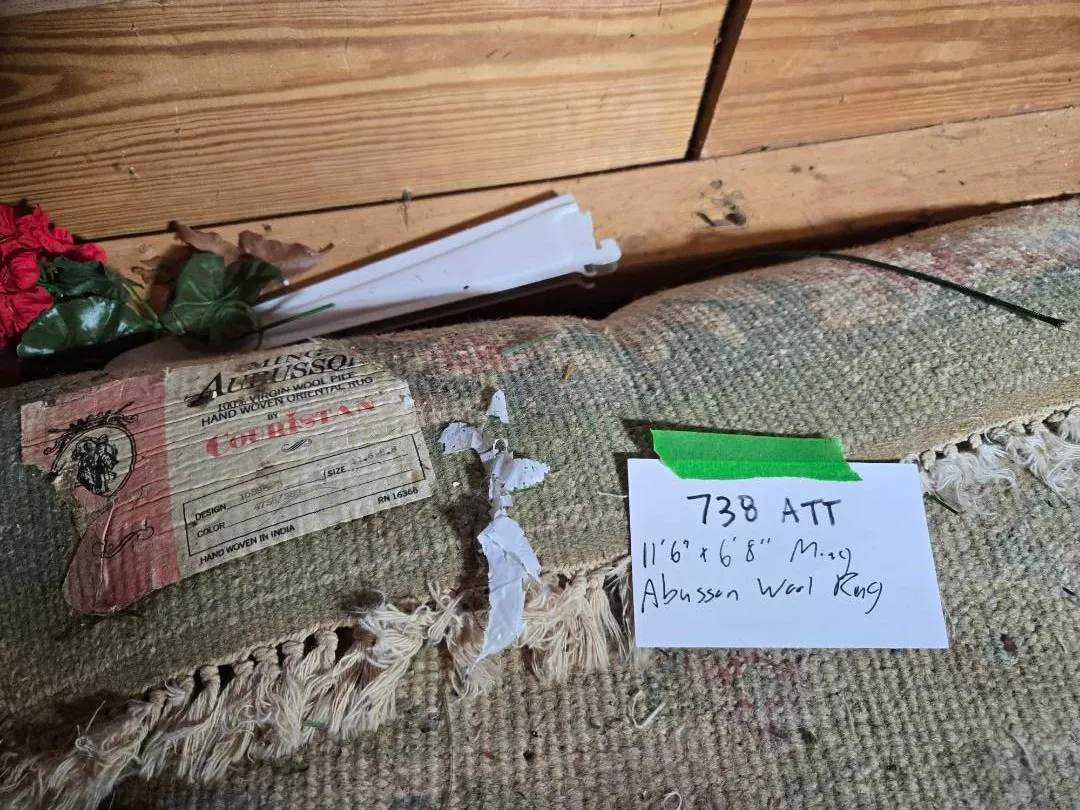 MING
AUBUSSON
100% VIRGIN WOOL PILE
HAND WOVEN ORIENTAL RUG
BY
COURISTAN
DESIGN
SIZE
COLOR
RN 16366
HAND WOVEN IN INDIA
738 ATT
11'6" x 6'8" Ming
Abusson Wool Rug